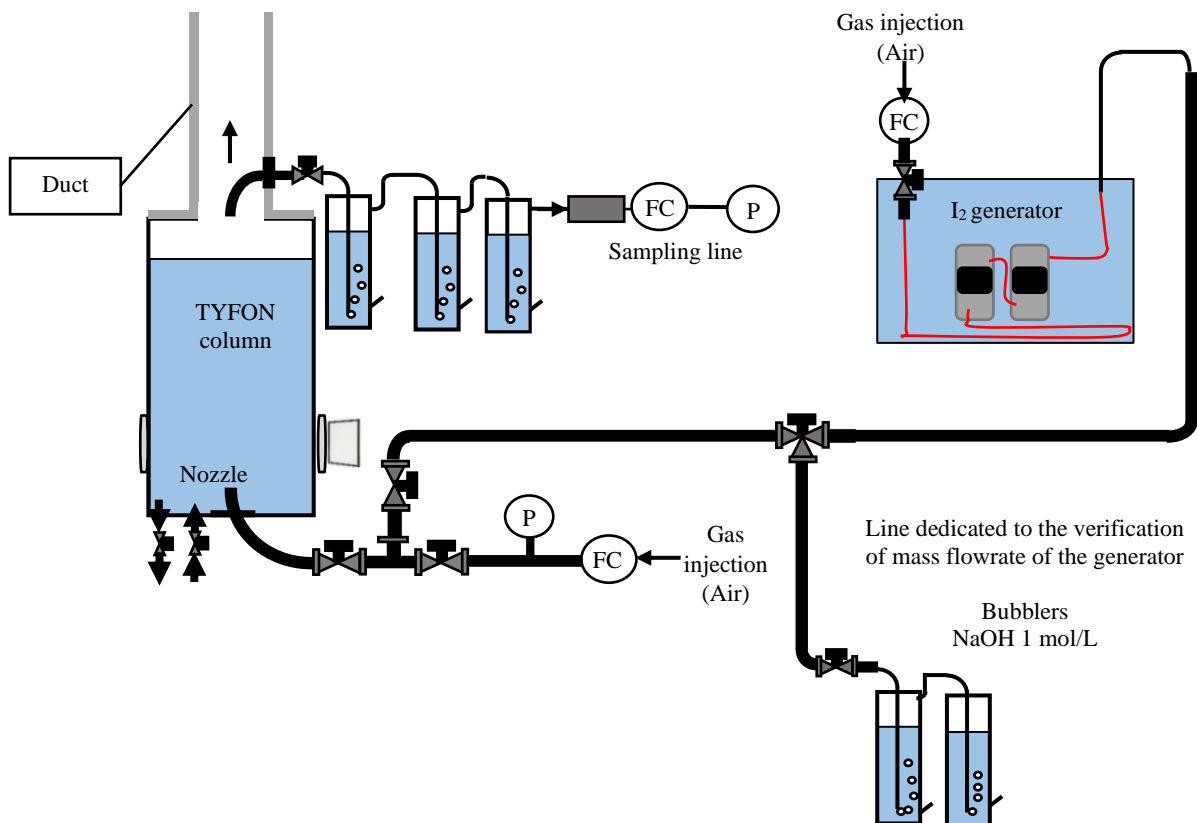 Gas injection
(Air)
FC
I2 generator
Duct
FC
P
Sampling line
TYFON
column
Nozzle
P
FC
Gas
injection
(Air)
Line dedicated to the verification
of mass flowrate of the generator
Bubblers
NaOH 1 mol/L